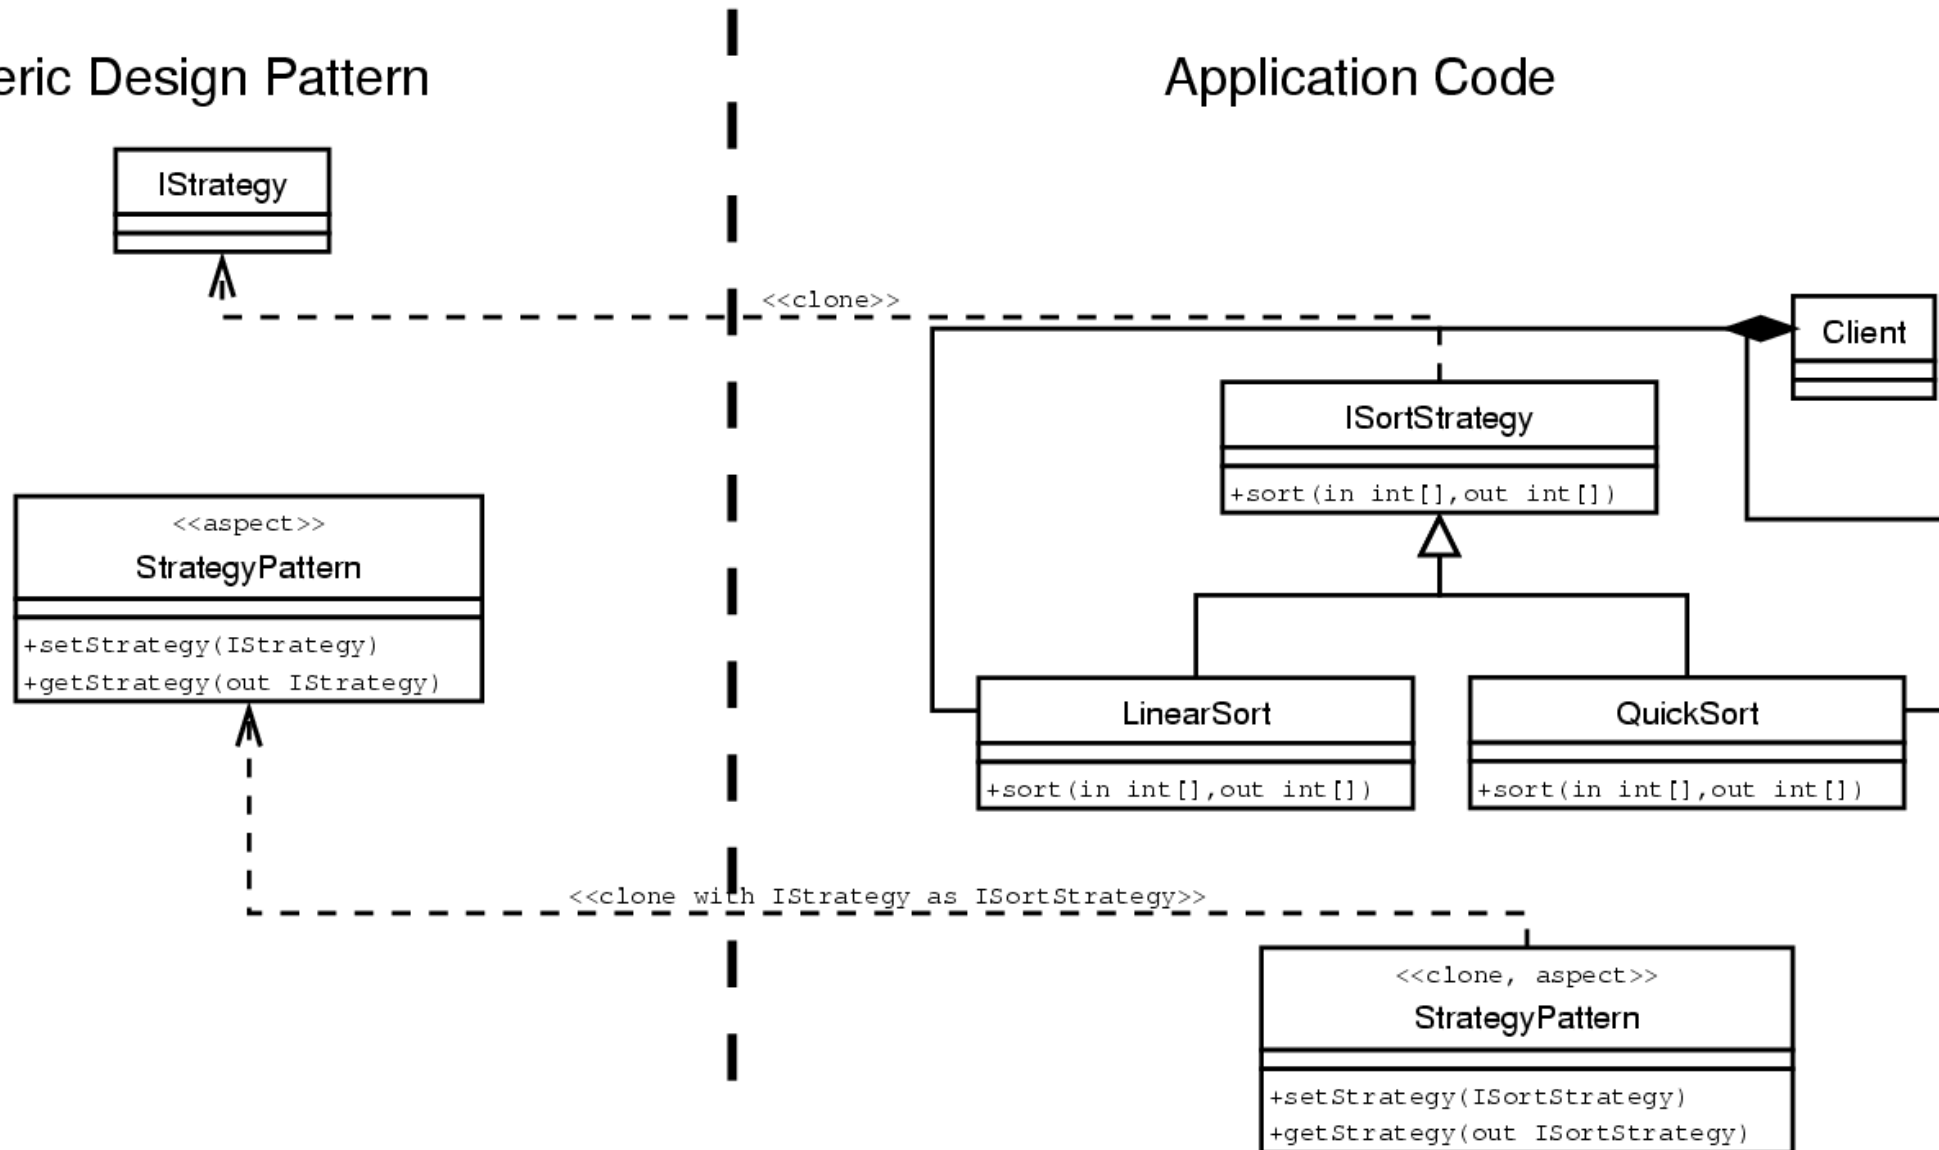 eric Design Pattern
Application Code
IStrategy
<<clone>>
Client
ISortStrategy
+sort(in int[],out int[])
<<aspect>>
StrategyPattern
+setStrategy(IStrategy)
+getStrategy(out IStrategy)
LinearSort
+sort(in int[],out int[])
QuickSort
+sort(in int[],out int[])
<<clone with IStrategy as ISortStrategy>>
<<clone, aspect>>
StrategyPattern
+setStrategy(ISortStrategy)
+getStrategy(out ISortStrategy)